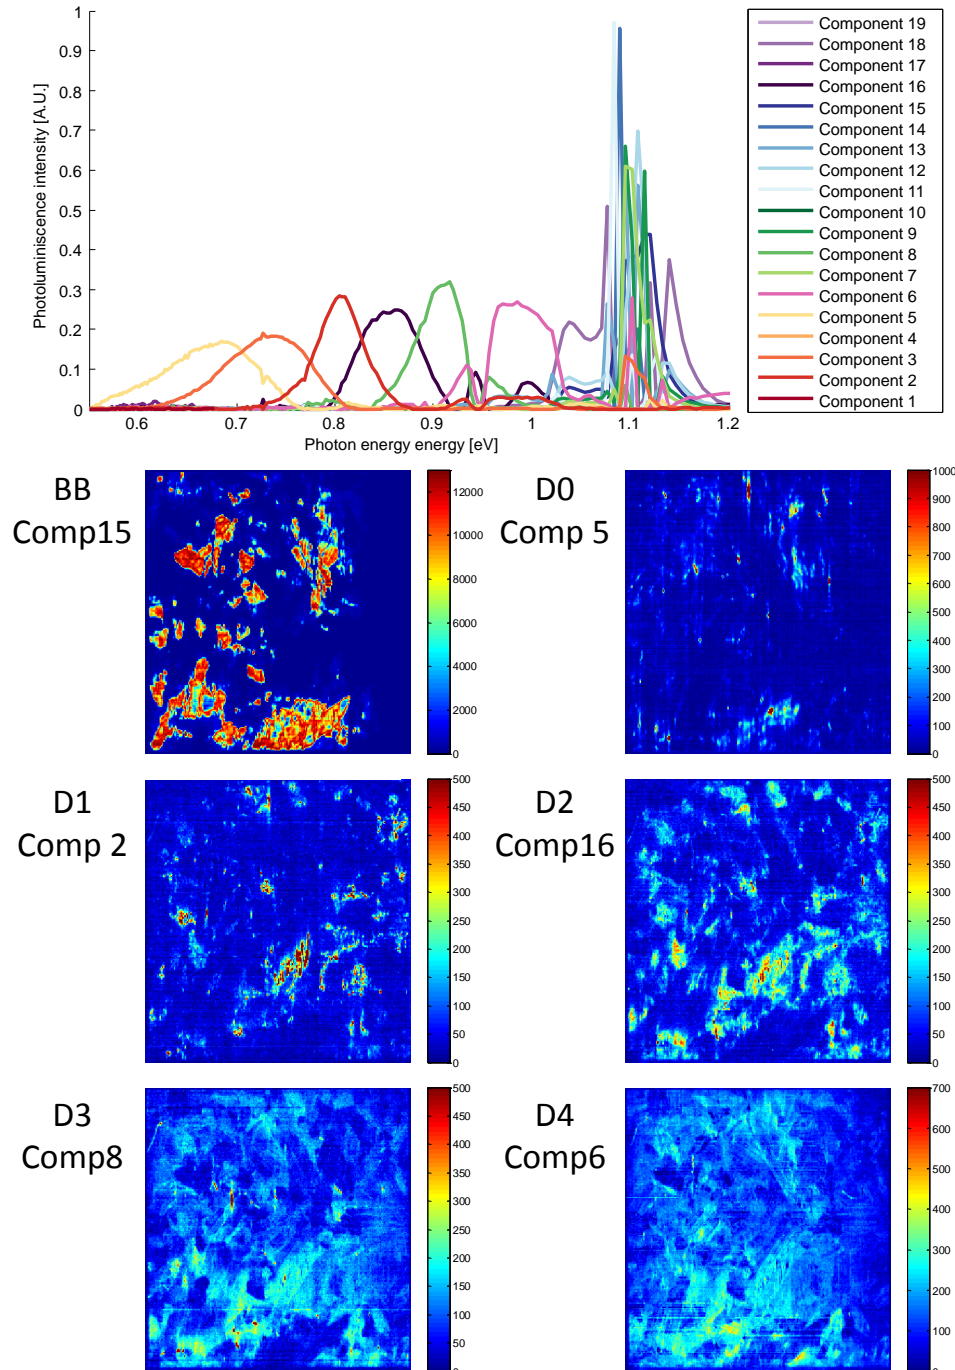 1
0.9
0.8
0.7
0.6
0.5
0.4
0.3
0.2
0.1
0
Photoluminiscence intensity [A.U.]
0.6 0.7 0.8 0.9 1 1.1 1.2
Photon energy energy [eV]
Component 19
Component 18
Component 17
Component 16
Component 15
Component 14
Component 13
Component 12
Component 11
Component 10
Component 9
Component 8
Component 7
Component 6
Component 5
Component 4
Component 3
Component 2
Component 1
BB
Comp15
12000
10000
8000
6000
4000
2000
0
D0
Comp 5
1000
900
800
700
600
500
400
300
200
100
0
D1
Comp 2
500
450
400
350
300
250
200
150
100
50
0
D2
Comp16
500
450
400
350
300
250
200
150
100
50
0
D3
Comp8
500
450
400
350
300
250
200
150
100
50
0
D4
Comp6
700
600
500
400
300
200
100
0